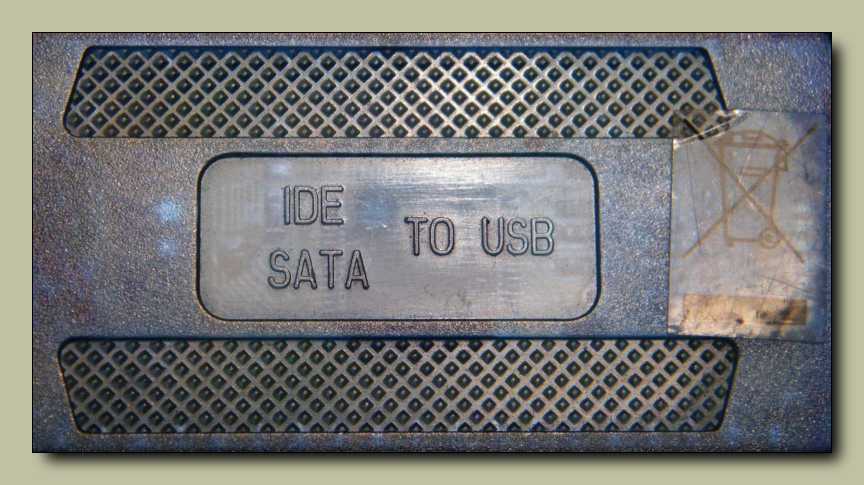 IDE
SATA
TO USB